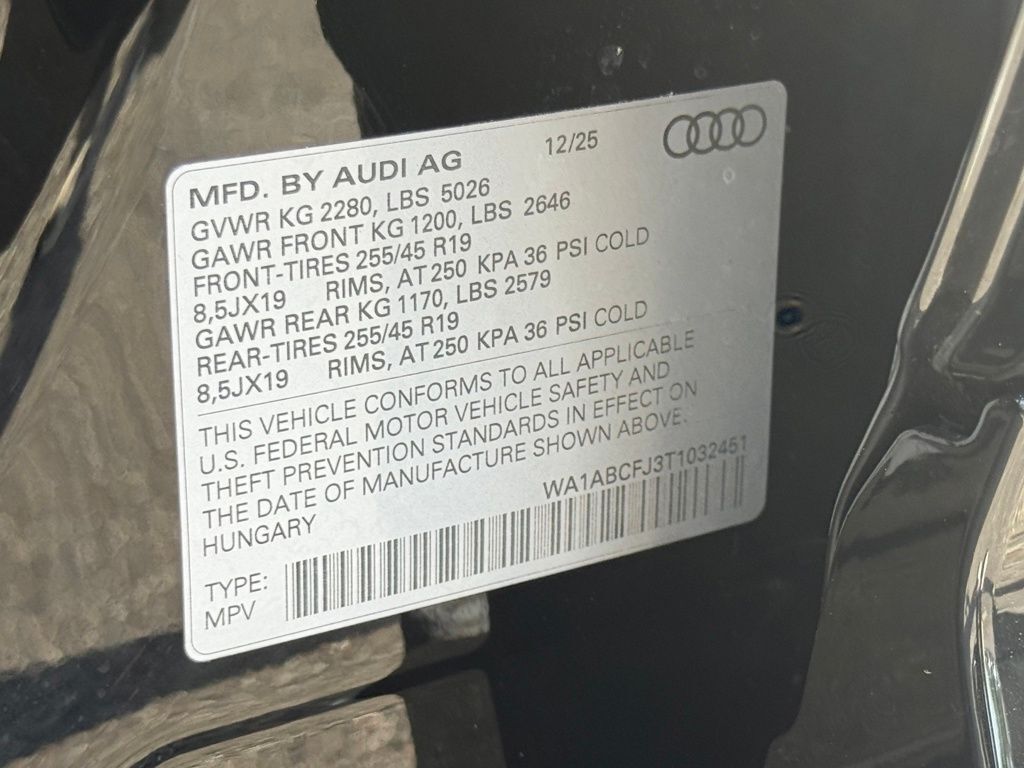 MFD. BY AUDI AG 12/25
GVWR KG 2280, LBS 5026
GAWR FRONT KG 1200, LBS 2646
FRONT-TIRES 255/45 R19
8,5JX19 RIMS, AT 250 KPA 36 PSI COLD
GAWR REAR KG 1170, LBS 2579
REAR-TIRES 255/45 R19
8,5JX19 RIMS, AT 250 KPA 36 PSI COLD
THIS VEHICLE CONFORMS TO ALL APPLICABLE
U.S. FEDERAL MOTOR VEHICLE SAFETY AND
THEFT PREVENTION STANDARDS IN EFFECT ON
THE DATE OF MANUFACTURE SHOWN ABOVE.
HUNGARY WA1ABCFJ3T1032451
TYPE:
MPV